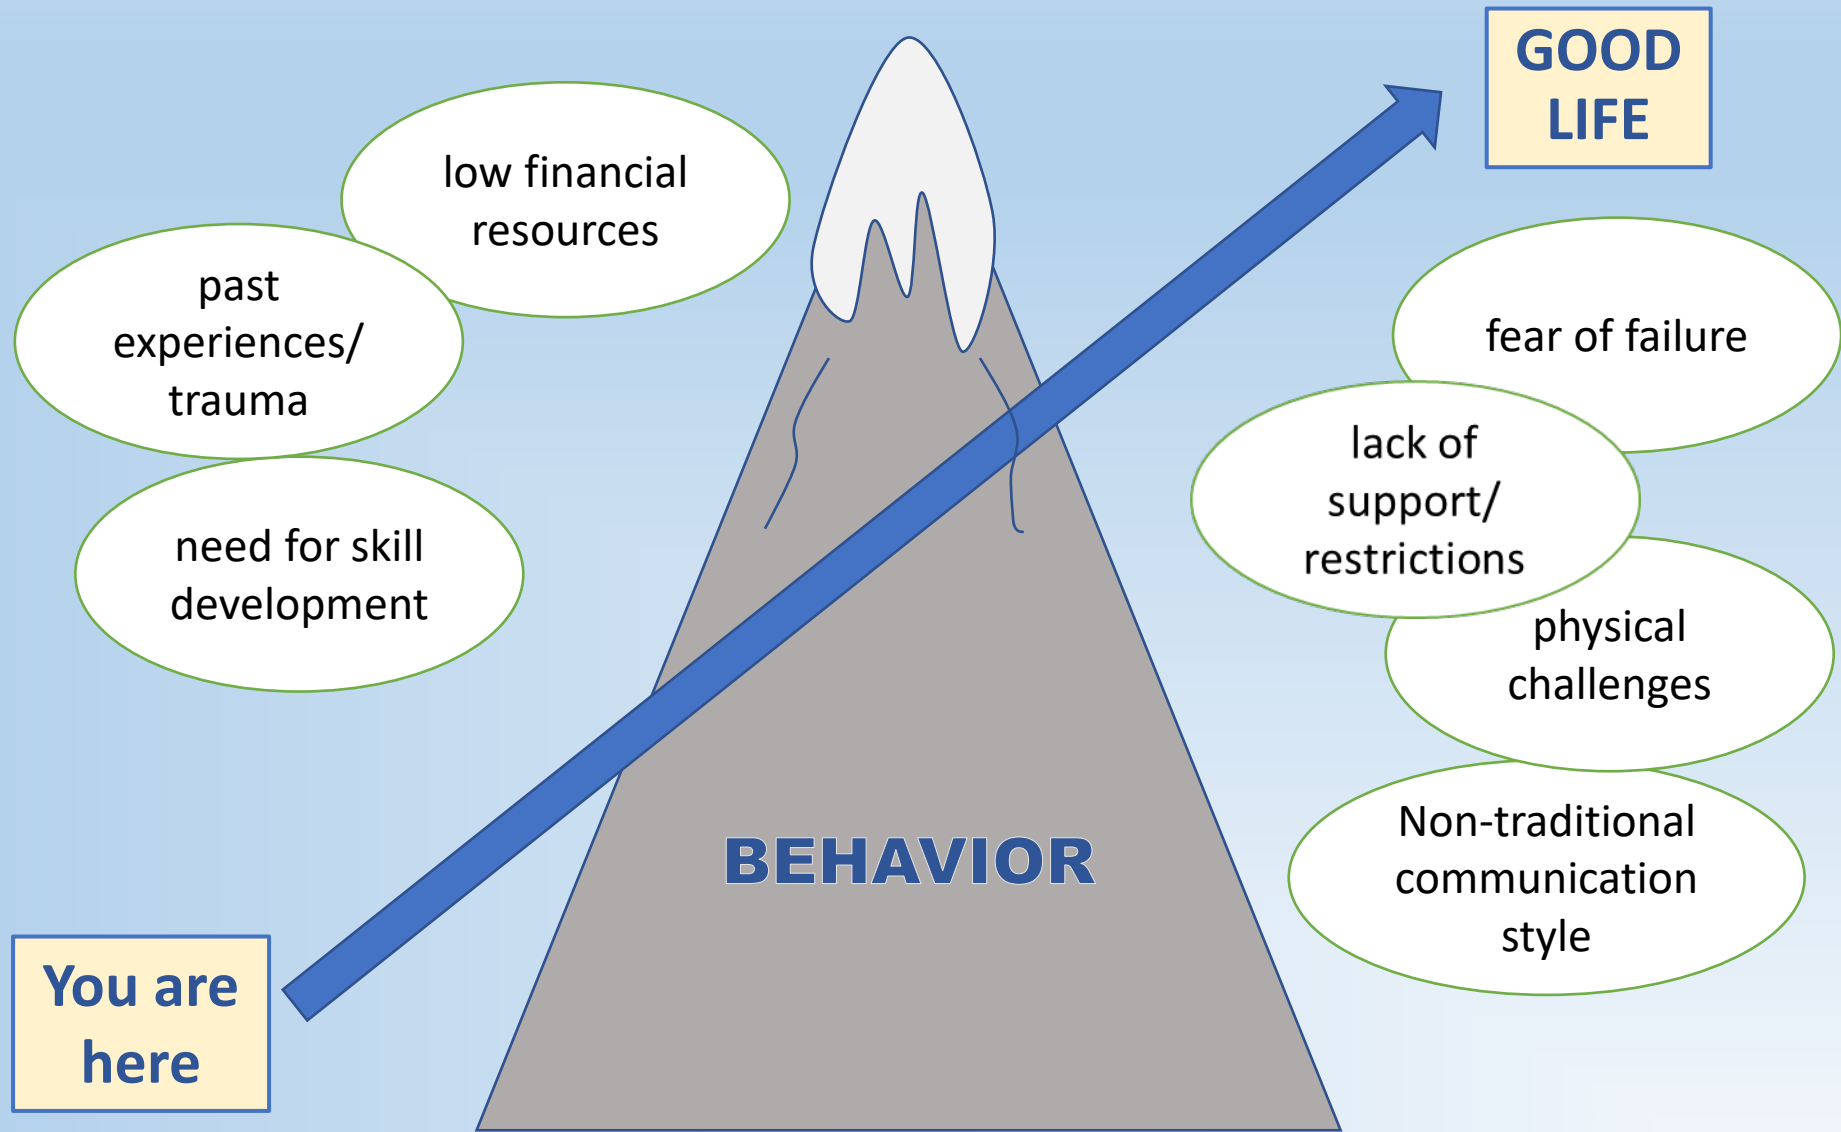 GOOD
LIFE
low financial
resources
past
experiences/
trauma
need for skill
development
fear of failure
lack of
support/
restrictions
physical
challenges
Non-traditional
communication
style
BEHAVIOR
You are
here